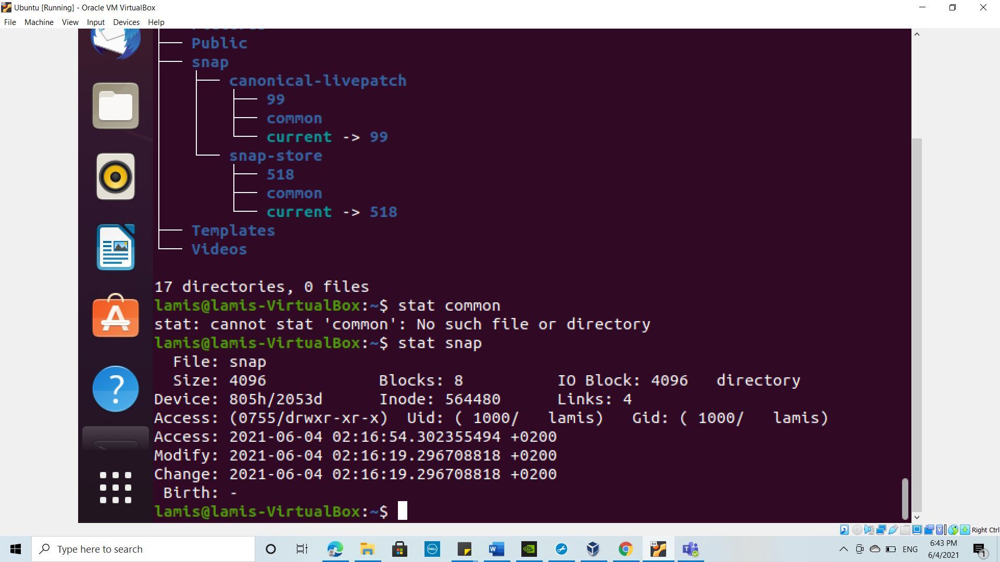 Ubuntu [Running] - Oracle VM VirtualBox
File Machine View Input Devices Help
Public
snap
canonical-livepatch
99
common
current -> 99
snap-store
518
common
current -> 518
Templates
Videos
17 directories, 0 files
lamis@lamis-VirtualBox:~$ stat common
stat: cannot stat 'common': No such file or directory
lamis@lamis-VirtualBox:~$ stat snap
File: snap
Size: 4096 Blocks: 8 IO Block: 4096 directory
Device: 805h/2053d Inode: 564480 Links: 4
Access: (0755/drwxr-xr-x) Uid: ( 1000/ lamis) Gid: ( 1000/ lamis)
Access: 2021-06-04 02:16:54.302355494 +0200
Modify: 2021-06-04 02:16:19.296708818 +0200
Change: 2021-06-04 02:16:19.296708818 +0200
Birth: -
lamis@lamis-VirtualBox:~$
Right Ctrl
Type here to search
DELL
64
ENG
6:43 PM
6/4/2021
1